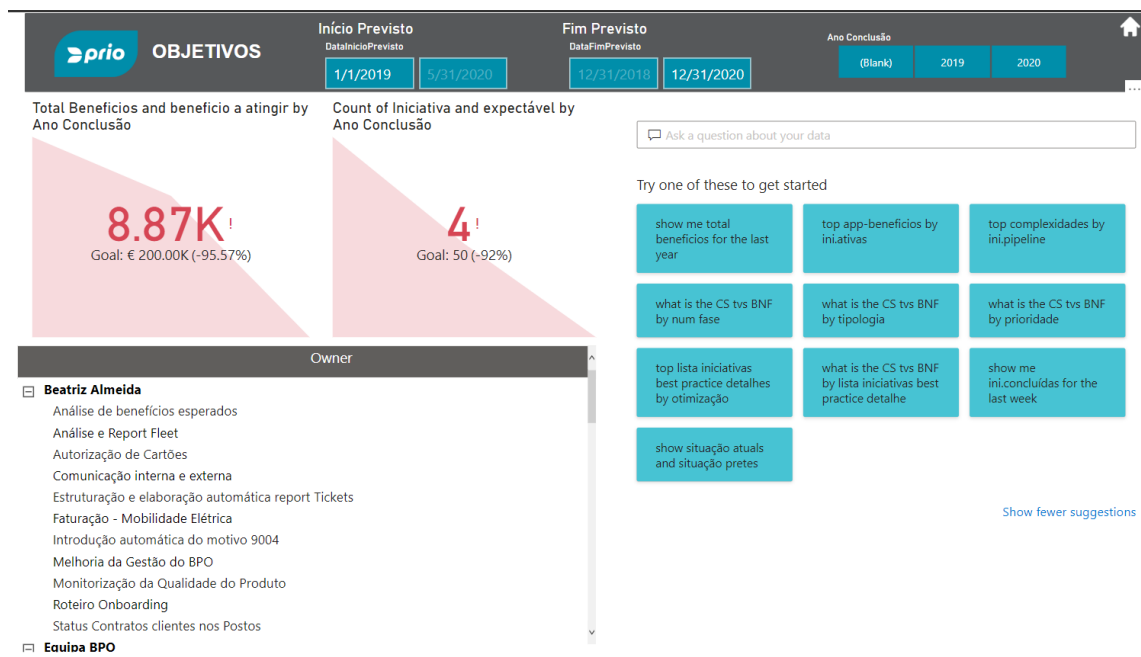 prio
OBJETIVOS
Início Previsto
DataInicioPrevisto
1/1/2019
5/31/2020
Fim Previsto
DataFimPrevisto
12/31/2018
12/31/2020
Ano Conclusão
(Blank)
2019
2020
...
Total Beneficios and beneficio a atingir by
Ano Conclusão
8.87K!
Goal: € 200.00K (-95.57%)
Count of Iniciativa and expectável by
Ano Conclusão
4!
Goal: 50 (-92%)
Ask a question about your data
Try one of these to get started
show me total
beneficios for the last
year
top app-benefícios by
ini.ativas
top complexidades by
ini.pipeline
what is the CS tvs BNF
by num fase
what is the CS tvs BNF
by tipologia
what is the CS tvs BNF
by prioridade
top lista iniciativas
best practice detalhes
by otimização
what is the CS tvs BNF
by lista iniciativas best
practice detalhe
show me
ini.concluídas for the
last week
show situação atuals
and situação pretes
Show fewer suggestions
Owner
Beatriz Almeida
Análise de benefícios esperados
Análise e Report Fleet
Autorização de Cartões
Comunicação interna e externa
Estruturação e elaboração automática report Tickets
Faturação - Mobilidade Elétrica
Introdução automática do motivo 9004
Melhoria da Gestão do BPO
Monitorização da Qualidade do Produto
Roteiro Onboarding
Status Contratos clientes nos Postos
Equipa BPO